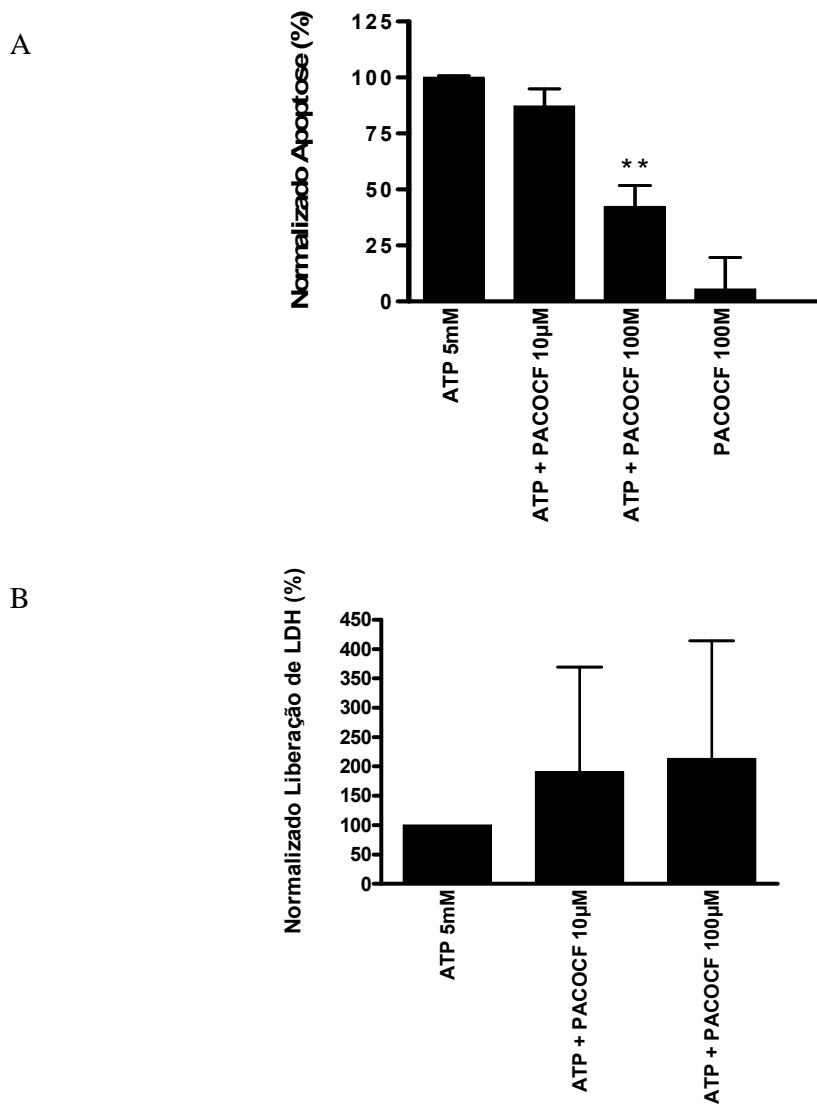 A
Normalizado Apoptose (%)
125
100
75
50
25
0
**
ATP 5mM
ATP + PACOCF 10µM
ATP + PACOCF 100M
PACOCF 100M
B
Normalizado Liberação de LDH (%)
450
400
350
300
250
200
150
100
50
0
ATP 5mM
ATP + PACOCF 10µM
ATP + PACOCF 100µM